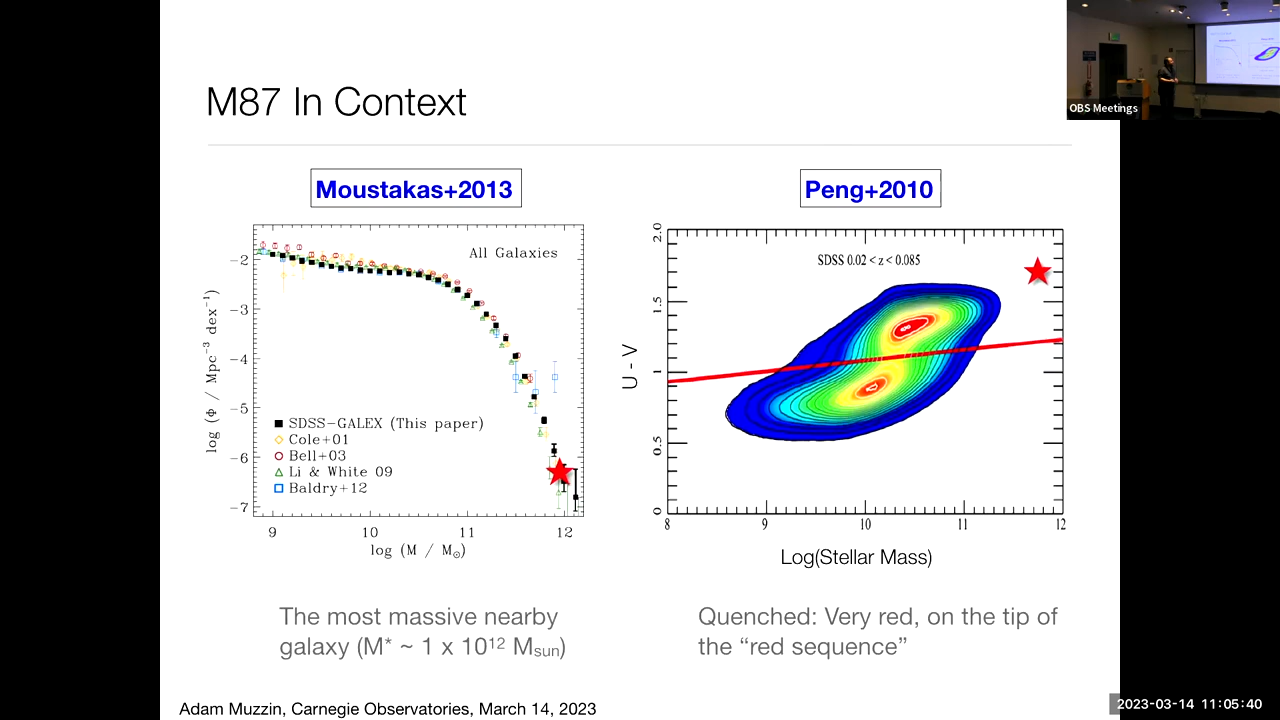 M87 In Context
OBS Meetings
Moustakas+2013
Peng+2010
All Galaxies
log (Φ / Mpc⁻³ dex⁻¹)
−2
−3
−4
−5
−6
−7
SDSS-GALEX (This paper)
Cole+01
Bell+03
Li & White 09
Baldry+12
9
10
11
12
log (M / M☉)
SDSS 0.02 < z < 0.085
U - V
2.0
1.5
1
0.5
0
8
9
10
11
12
Log(Stellar Mass)
The most massive nearby
galaxy (M* ~ 1 x 10¹² Msun)
Quenched: Very red, on the tip of
the “red sequence”
Adam Muzzin, Carnegie Observatories, March 14, 2023
2023-03-14 11:05:40